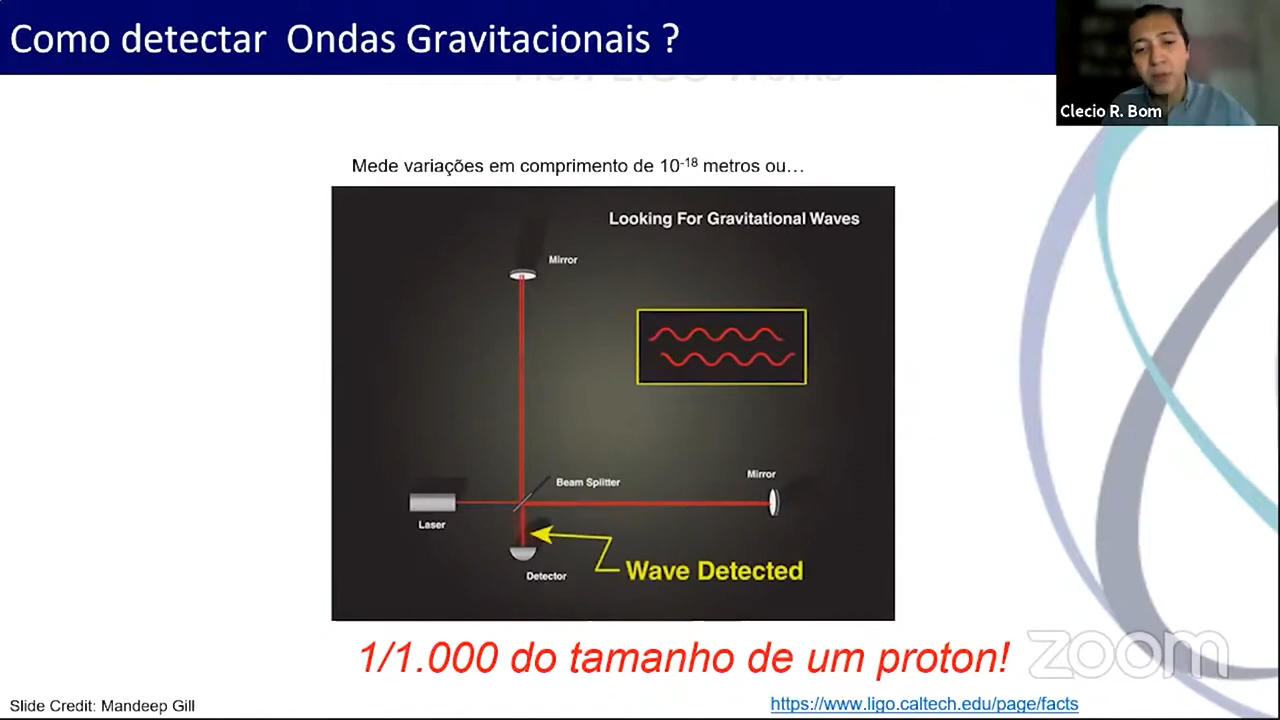 Como detectar Ondas Gravitacionais ?
How LIGO Works
Clecio R. Bom
Mede variações em comprimento de 10⁻¹⁸ metros ou…
Looking For Gravitational Waves
Mirror
Mirror
Beam Splitter
Laser
Wave Detected
Detector
1/1.000 do tamanho de um proton!
zoom
Slide Credit: Mandeep Gill
https://www.ligo.caltech.edu/page/facts